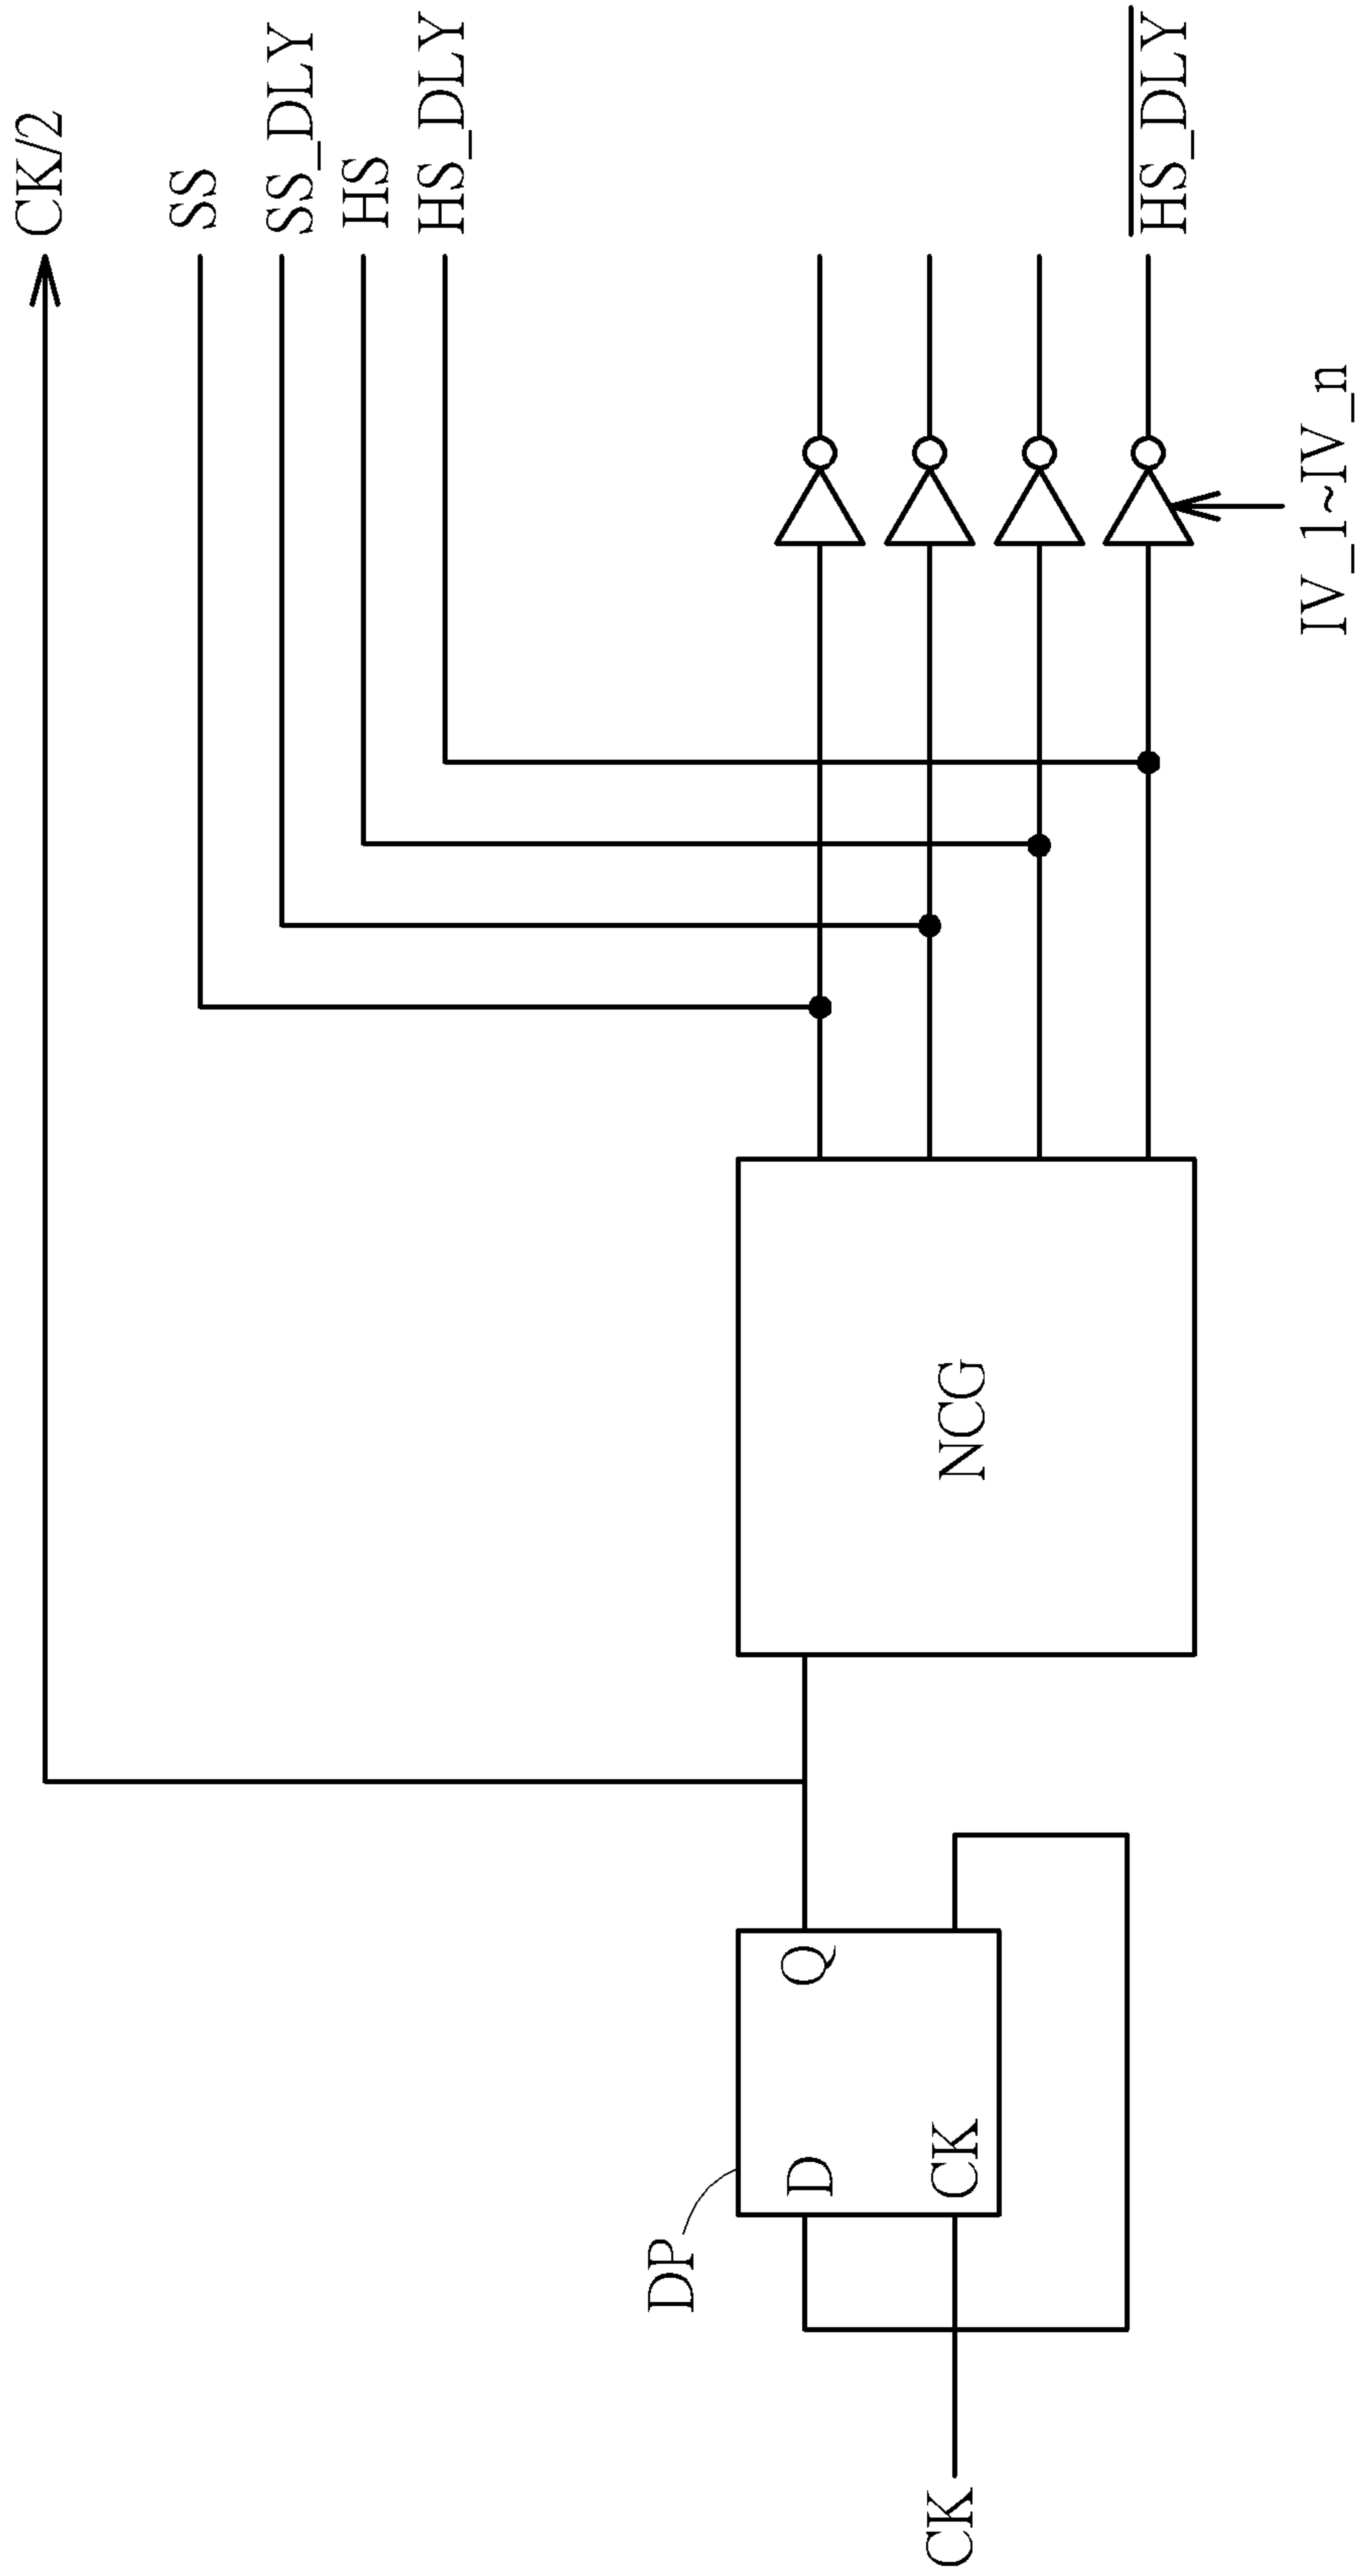 CK/2
SS
SS_DLY
HS
HS_DLY
HS_DLY
IV_1~IV_n
NCG
DP
D
Q
CK
CK